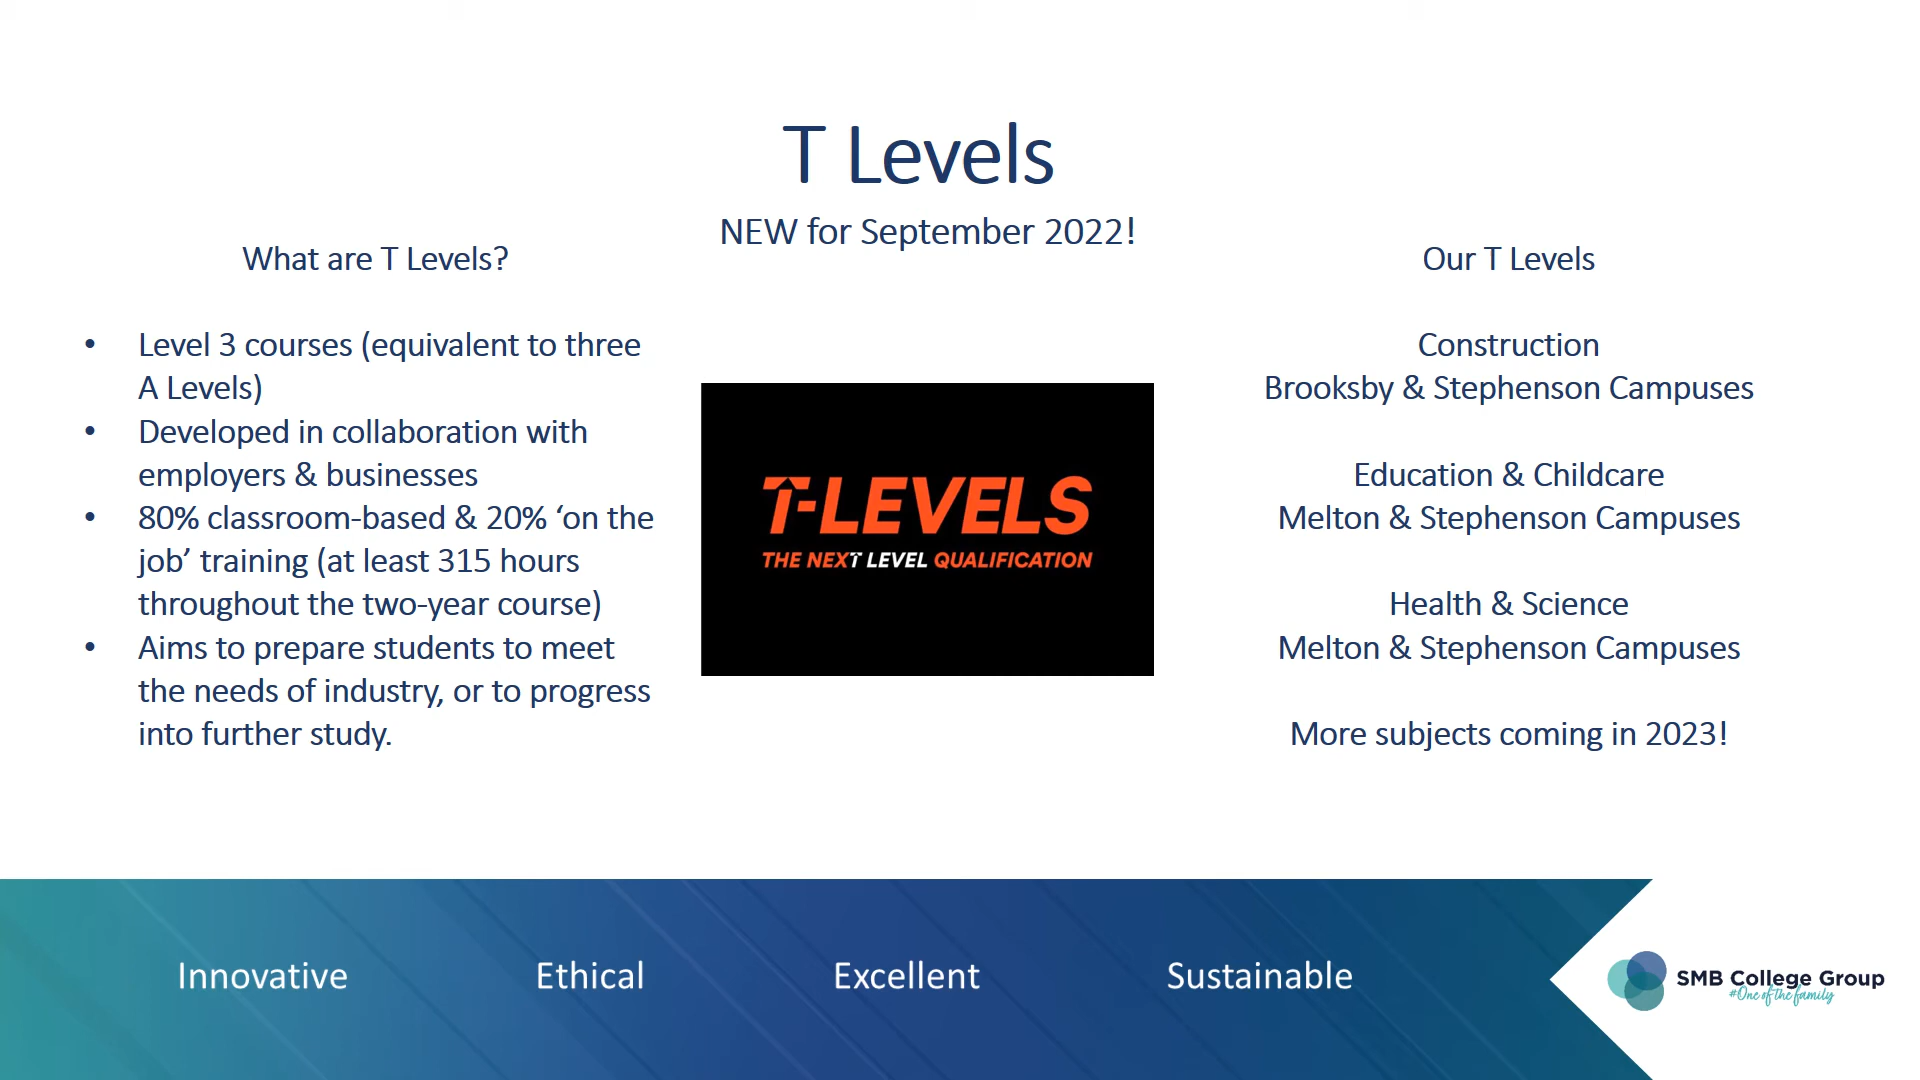 T Levels
NEW for September 2022!
What are T Levels?
• Level 3 courses (equivalent to three
A Levels)
• Developed in collaboration with
employers & businesses
• 80% classroom-based & 20% ‘on the
job’ training (at least 315 hours
throughout the two-year course)
• Aims to prepare students to meet
the needs of industry, or to progress
into further study.
T-LEVELS
THE NEXT LEVEL QUALIFICATION
Our T Levels
Construction
Brooksby & Stephenson Campuses
Education & Childcare
Melton & Stephenson Campuses
Health & Science
Melton & Stephenson Campuses
More subjects coming in 2023!
Innovative
Ethical
Excellent
Sustainable
SMB College Group
#One of the family